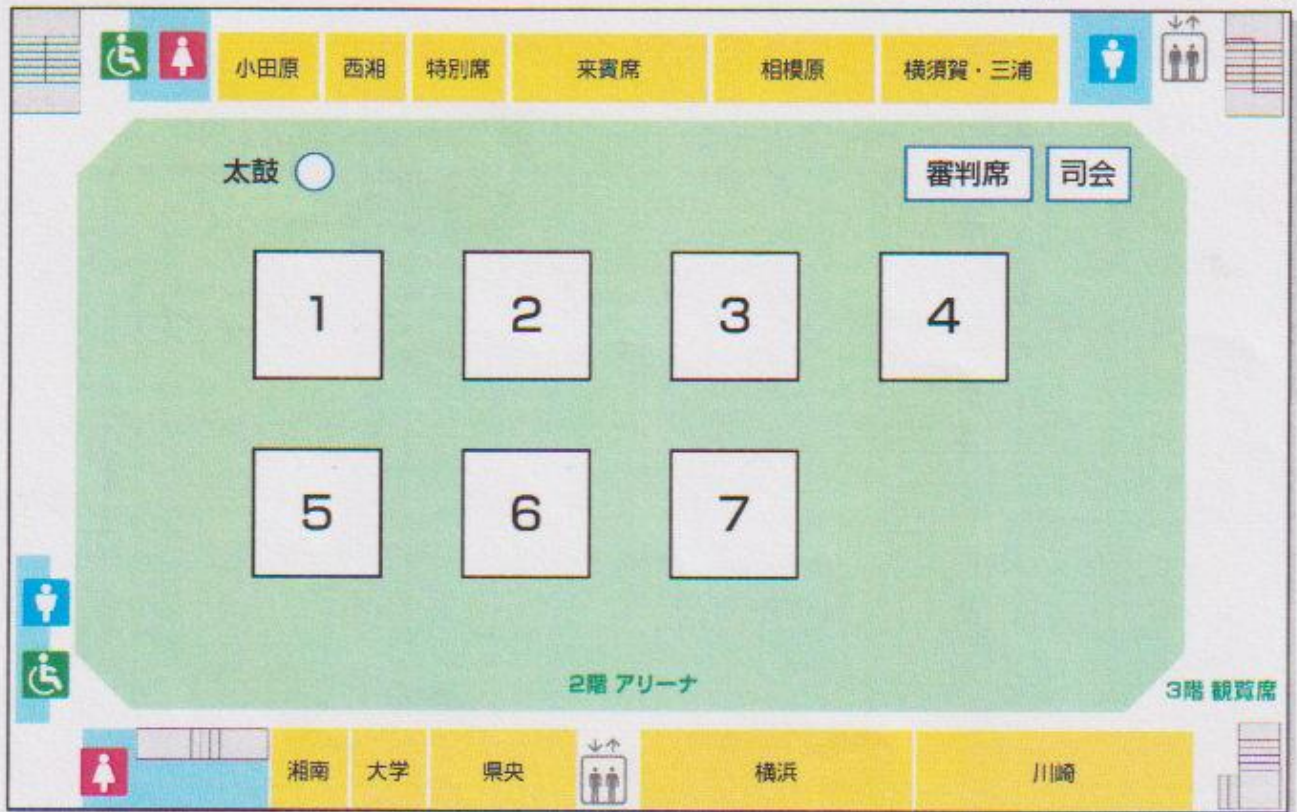 小田原 西湘 特別席 来賓席 相模原 横須賀・三浦
太鼓 審判席 司会
1 2 3 4
5 6 7
2階 アリーナ
3階 観覧席
湘南 大学 県央 横浜 川崎